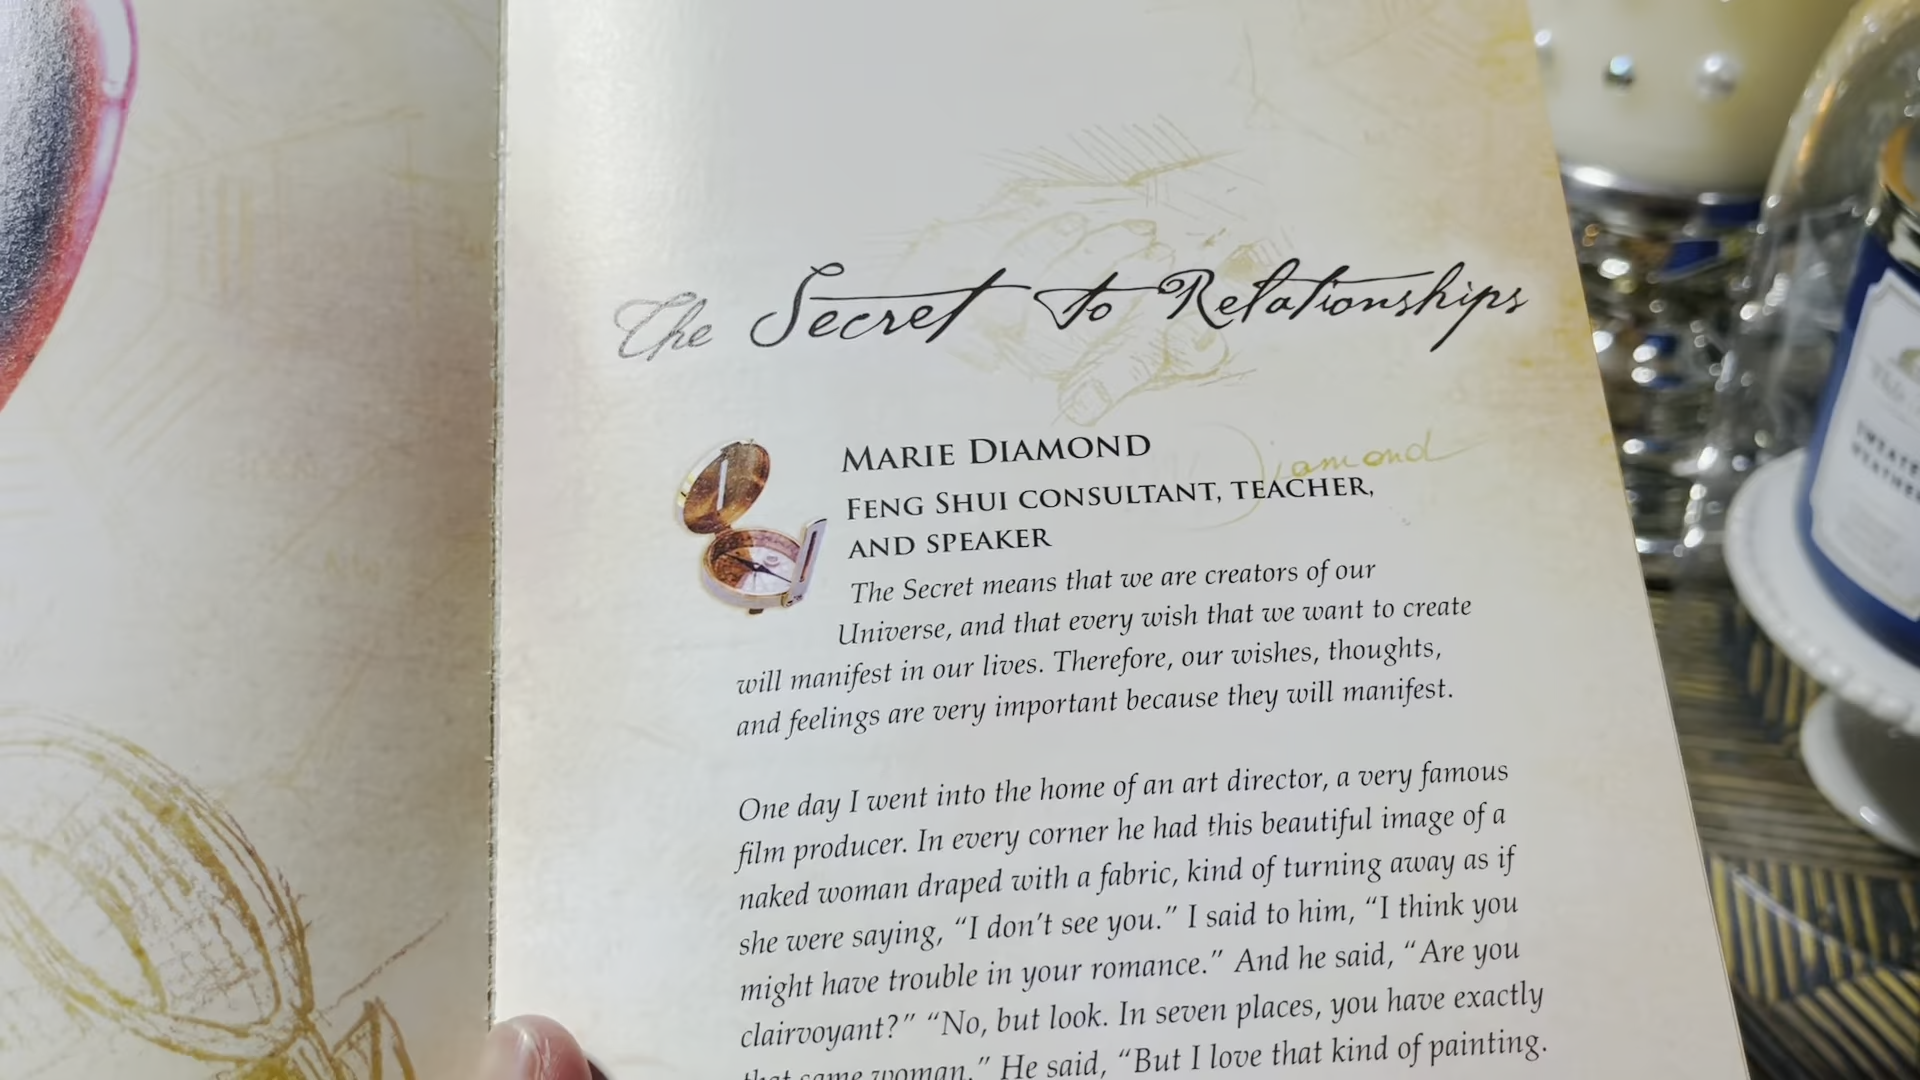 The Secret to Relationships
MARIE DIAMOND
Diamond
FENG SHUI CONSULTANT, TEACHER,
AND SPEAKER
The Secret means that we are creators of our
Universe, and that every wish that we want to create
will manifest in our lives. Therefore, our wishes, thoughts,
and feelings are very important because they will manifest.
One day I went into the home of an art director, a very famous
film producer. In every corner he had this beautiful image of a
naked woman draped with a fabric, kind of turning away as if
she were saying, “I don’t see you.” I said to him, “I think you
might have trouble in your romance.” And he said, “Are you
clairvoyant?” “No, but look. In seven places, you have exactly
that same woman.” He said, “But I love that kind of painting.
SWEATER
WEATHER